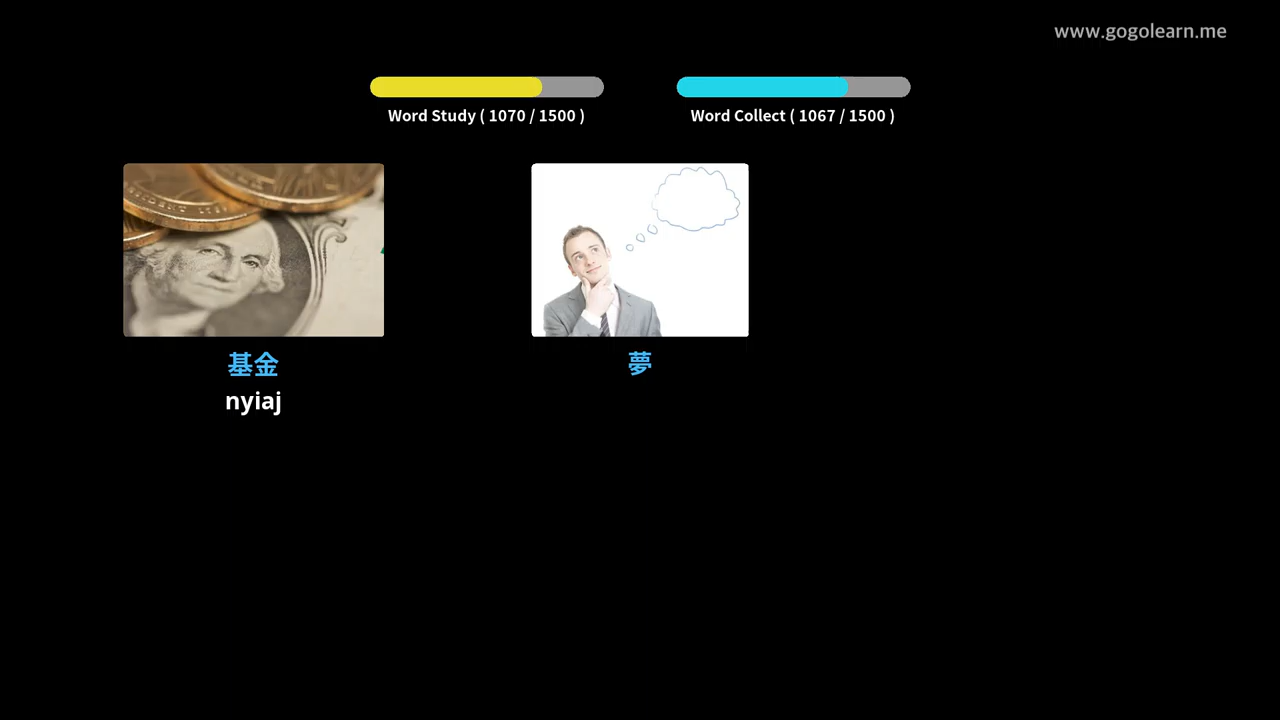 www.gogolearn.me
Word Study ( 1070 / 1500 )
Word Collect ( 1067 / 1500 )
基金
nyiaj
夢